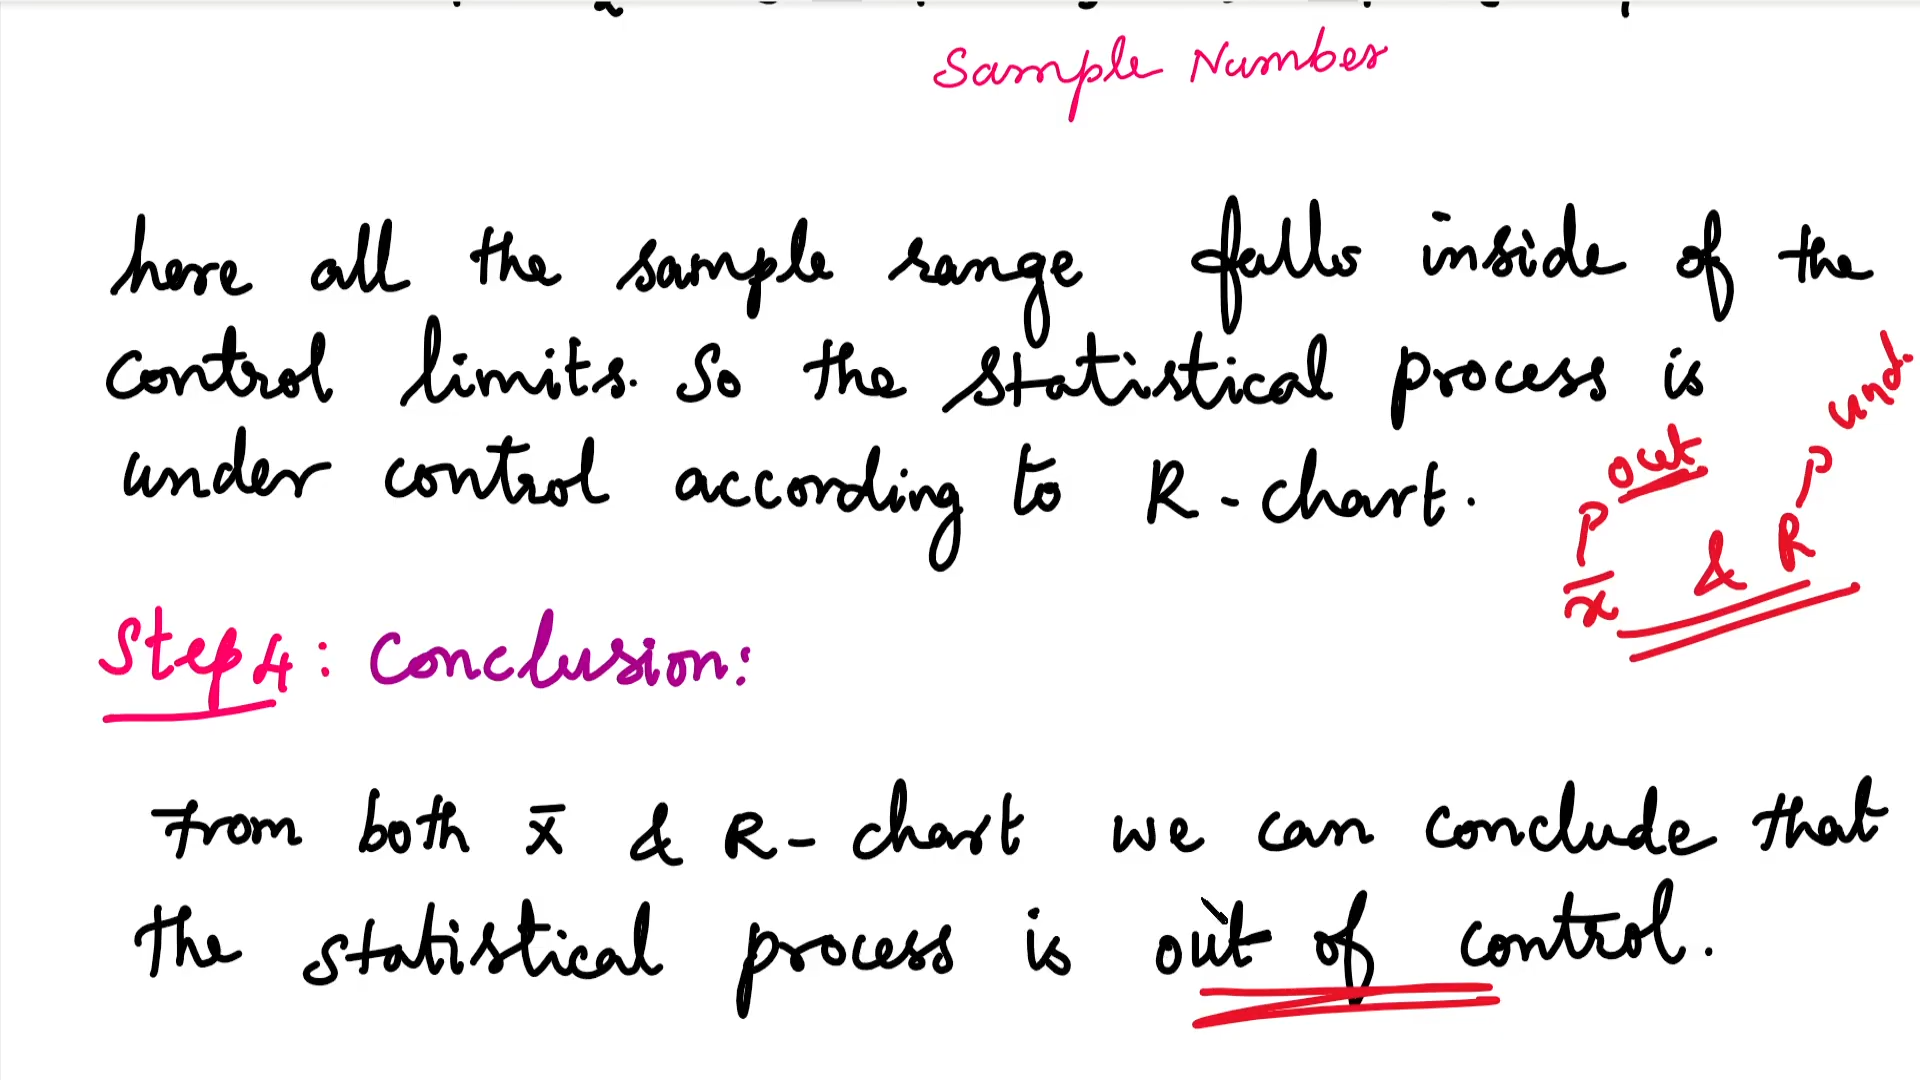 Sample Number
here all the sample range falls inside of the
control limits. So the statistical process is
under control according to R-chart.
und.
out
P P
x̄ & R
Step 4: Conclusion:
From both x̄ & R-chart we can conclude that
the statistical process is out of control.